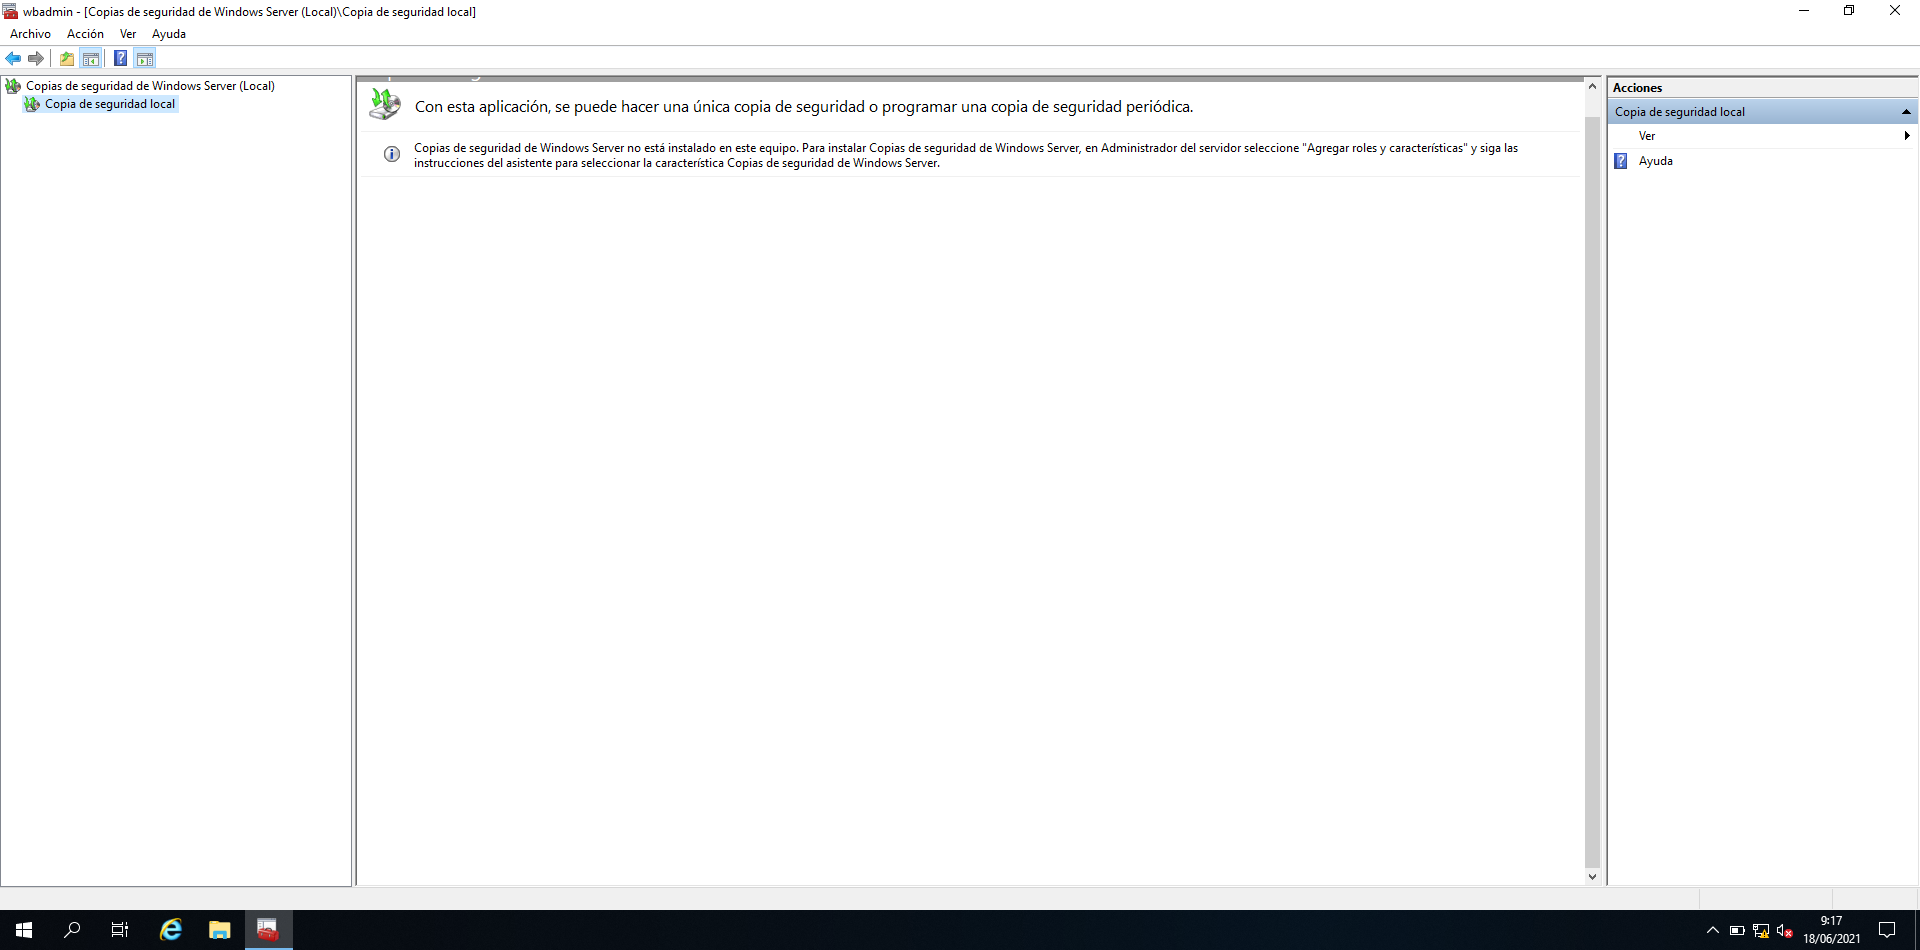 wbadmin - [Copias de seguridad de Windows Server (Local)\Copia de seguridad local]
Archivo Acción Ver Ayuda
Copias de seguridad de Windows Server (Local)
Copia de seguridad local
Con esta aplicación, se puede hacer una única copia de seguridad o programar una copia de seguridad periódica.
Copias de seguridad de Windows Server no está instalado en este equipo. Para instalar Copias de seguridad de Windows Server, en Administrador del servidor seleccione "Agregar roles y características" y siga las
instrucciones del asistente para seleccionar la característica Copias de seguridad de Windows Server.
Acciones
Copia de seguridad local
Ver
Ayuda
9:17
18/06/2021